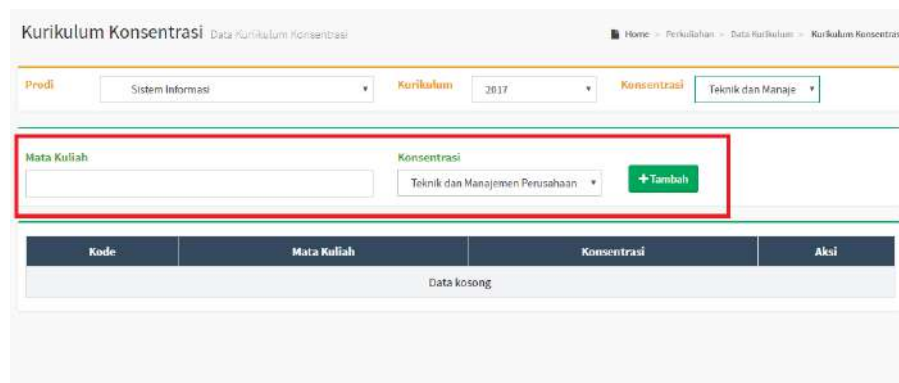 Kurikulum Konsentrasi Data Kurikulum Konsentrasi
Home > Perkuliahan > Data Kurikulum > Kurikulum Konsentras
Prodi Sistem Informasi Kurikulum 2017 Konsentrasi Teknik dan Manaje
Mata Kuliah Konsentrasi
Teknik dan Manajemen Perusahaan +Tambah
Kode Mata Kuliah Konsentrasi Aksi
Data kosong